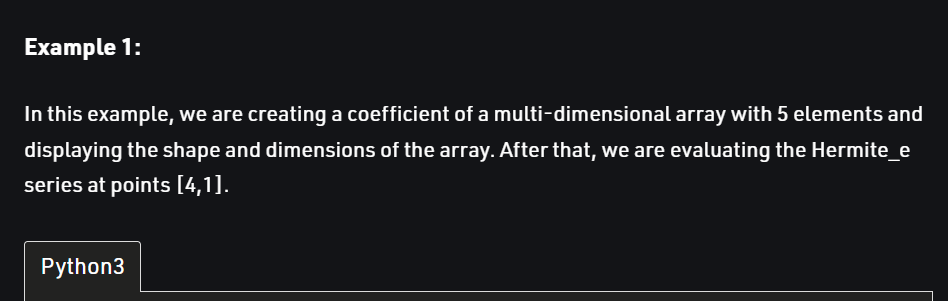 Example 1:
In this example, we are creating a coefficient of a multi-dimensional array with 5 elements and
displaying the shape and dimensions of the array. After that, we are evaluating the Hermite_e
series at points [4,1].
Python3